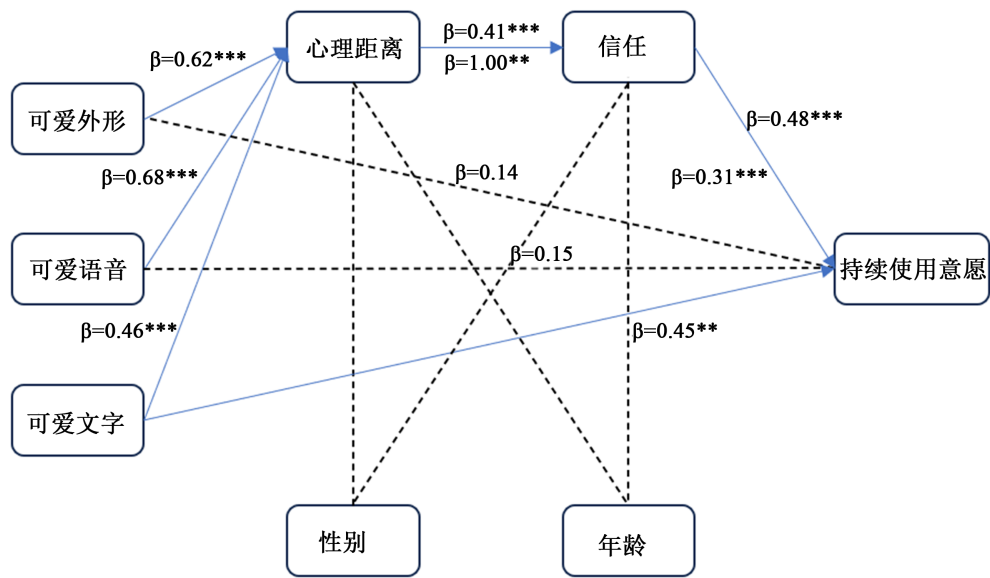 β=0.41***
心理距离
信任
β=0.62***
β=1.00**
可爱外形
β=0.48***
β=0.14
β=0.68***
β=0.31***
β=0.15
可爱语音
持续使用意愿
β=0.46***
β=0.45**
可爱文字
性别
年龄